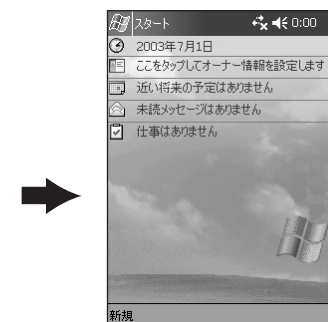 スタート 0:00
2003年7月1日
ここをタップしてオーナー情報を設定します
近い将来の予定はありません
未読メッセージはありません
仕事はありません
新規